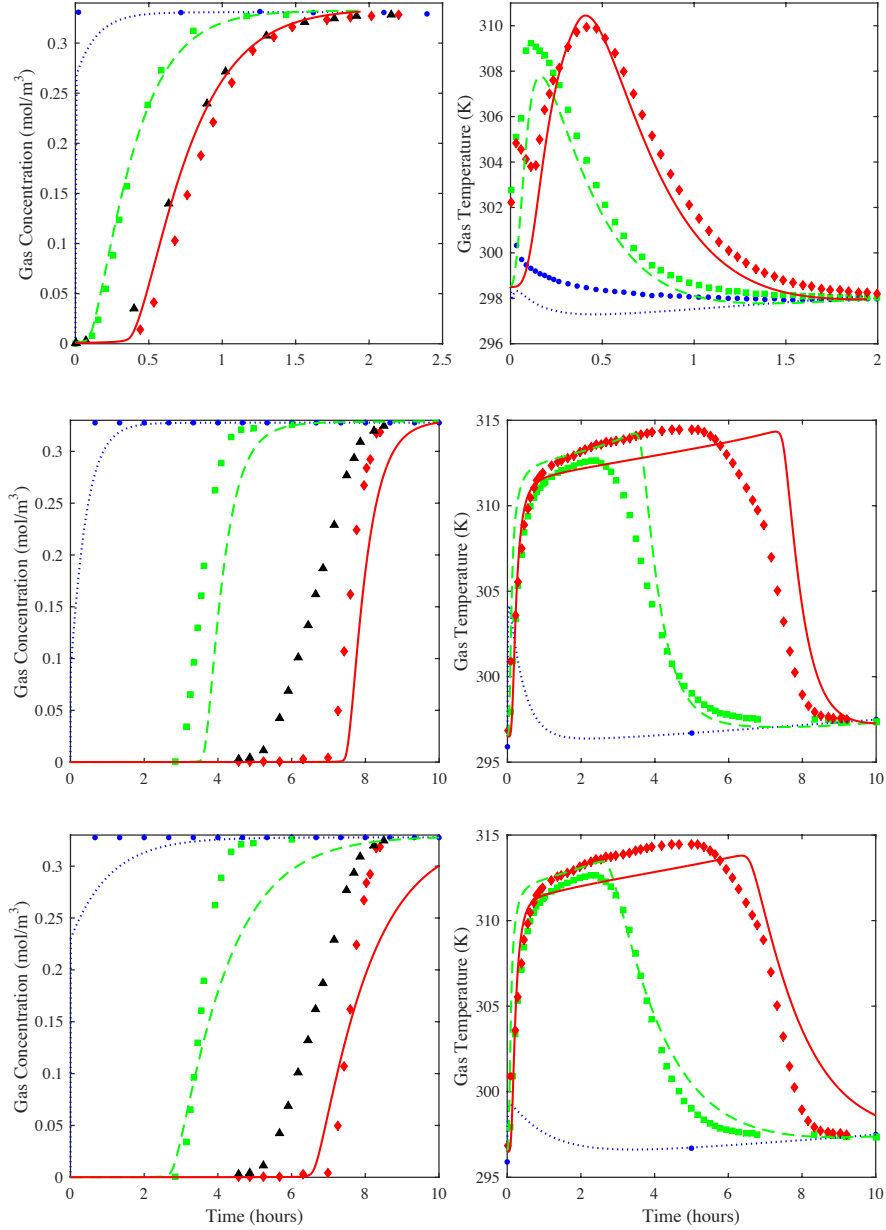 0.3
0.25
0.2
0.15
0.1
0.05
0
0 0.5 1 1.5 2 2.5
Gas Concentration (mol/m³)
310
308
306
304
302
300
298
296
0 0.5 1 1.5 2
Gas Temperature (K)
0.3
0.25
0.2
0.15
0.1
0.05
0
0 2 4 6 8 10
Gas Concentration (mol/m³)
315
310
305
300
295
0 2 4 6 8 10
Gas Temperature (K)
0.3
0.25
0.2
0.15
0.1
0.05
0
0 2 4 6 8 10
Gas Concentration (mol/m³)
Time (hours)
315
310
305
300
295
0 2 4 6 8 10
Gas Temperature (K)
Time (hours)